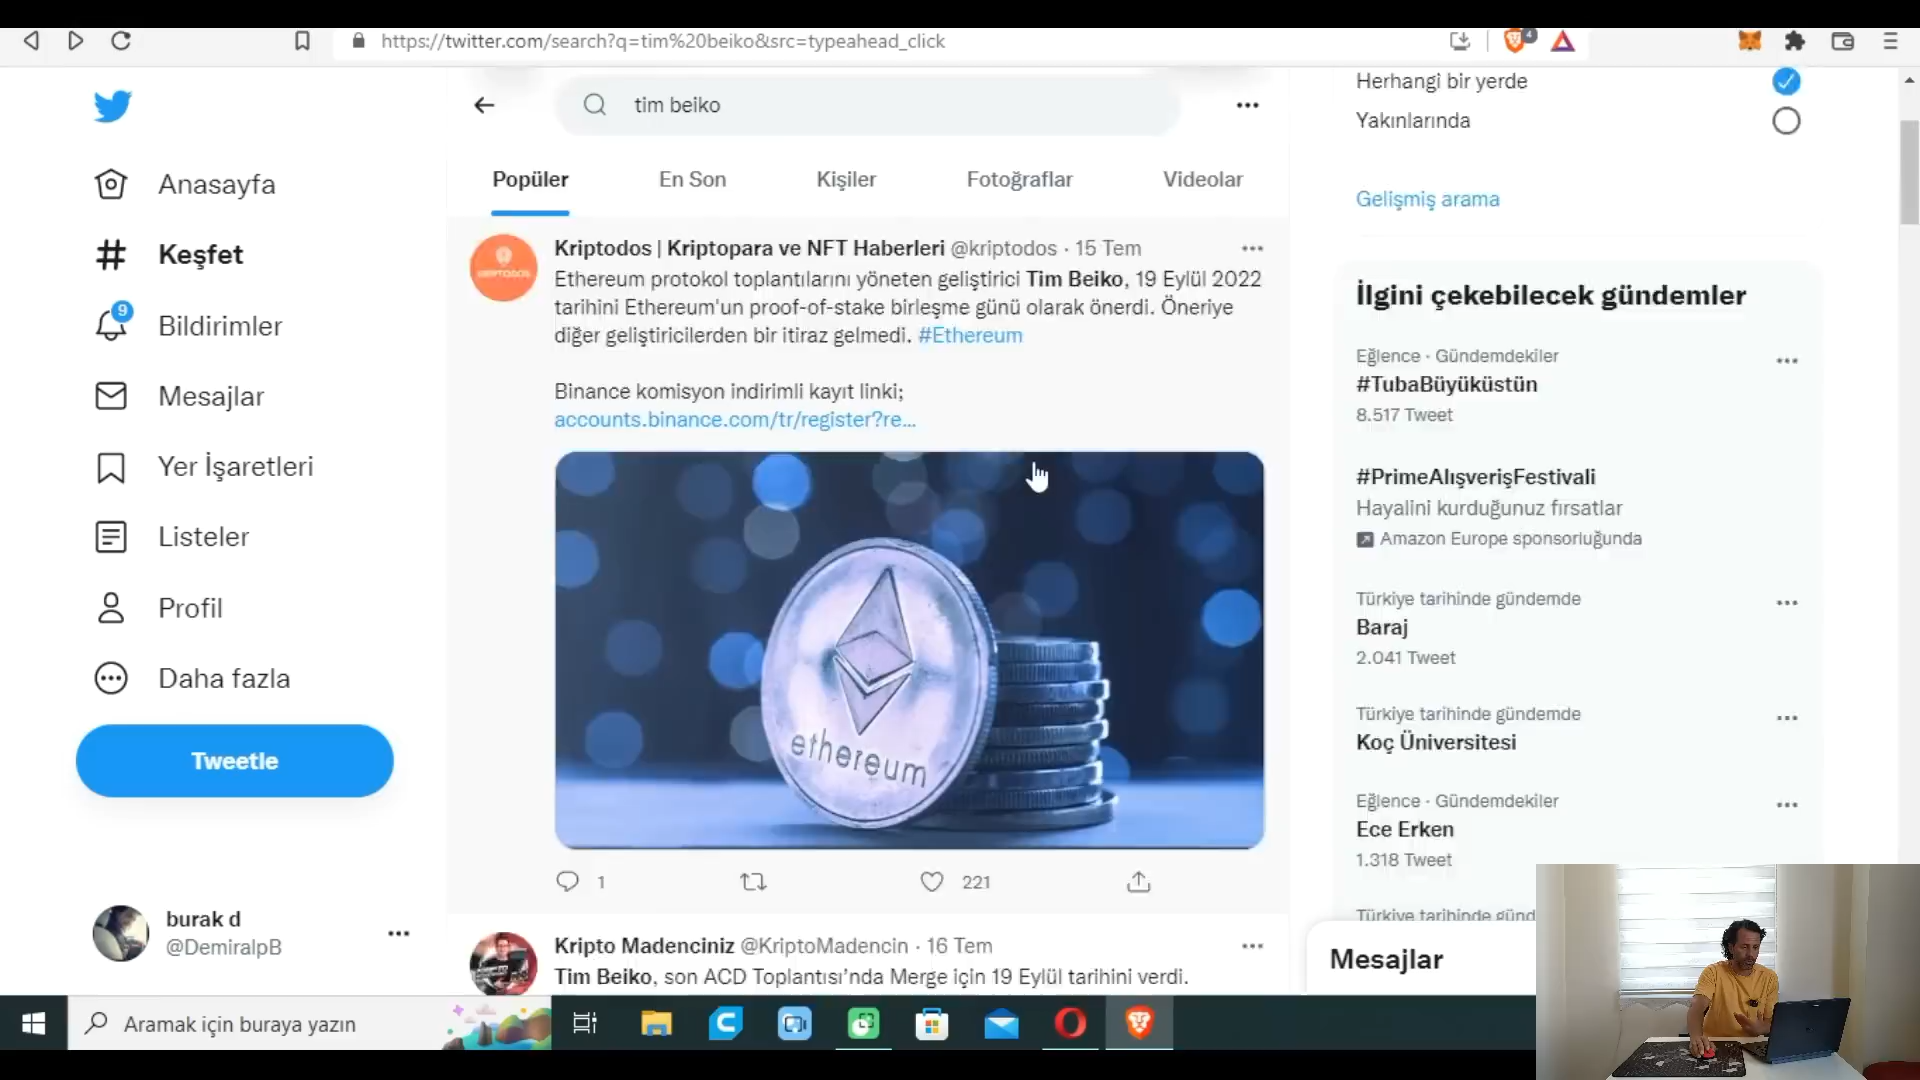 https://twitter.com/search?q=tim%20beiko&src=typeahead_click
4
tim beiko
Popüler
En Son
Kişiler
Fotoğraflar
Videolar
Anasayfa
Keşfet
9
Bildirimler
Mesajlar
Yer İşaretleri
Listeler
Profil
Daha fazla
Tweetle
burak d
@DemiralpB
KRIPTODOS
Kriptodos | Kriptopara ve NFT Haberleri @kriptodos · 15 Tem
Ethereum protokol toplantılarını yöneten geliştirici Tim Beiko, 19 Eylül 2022
tarihini Ethereum'un proof-of-stake birleşme günü olarak önerdi. Öneriye
diğer geliştiricilerden bir itiraz gelmedi. #Ethereum
Binance komisyon indirimli kayıt linki;
accounts.binance.com/tr/register?re...
ethereum
1
221
Kripto Madenciniz @KriptoMadencin · 16 Tem
Tim Beiko, son ACD Toplantısı'nda Merge için 19 Eylül tarihini verdi.
Herhangi bir yerde
Yakınlarında
Gelişmiş arama
İlgini çekebilecek gündemler
Eğlence · Gündemdekiler
#TubaBüyüküstün
8.517 Tweet
#PrimeAlışverişFestivali
Hayalini kurduğunuz fırsatlar
Amazon Europe sponsorluğunda
Türkiye tarihinde gündemde
Baraj
2.041 Tweet
Türkiye tarihinde gündemde
Koç Üniversitesi
Eğlence · Gündemdekiler
Ece Erken
1.318 Tweet
Türkiye tarihinde günd
Mesajlar
Aramak için buraya yazın